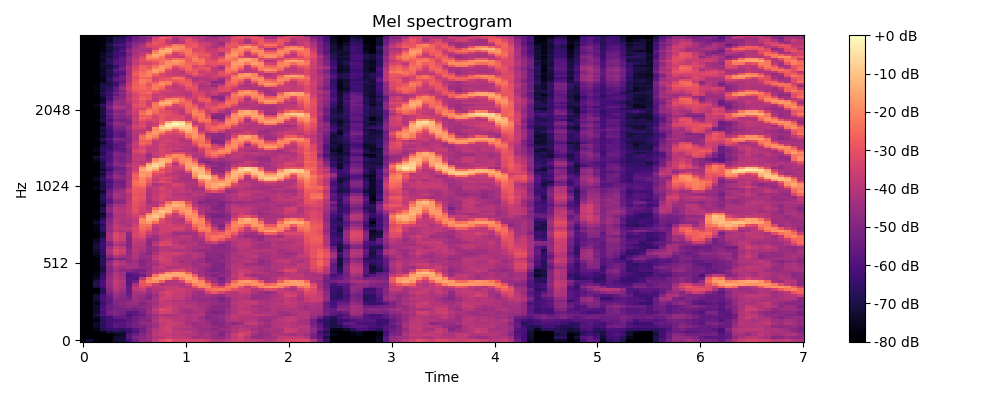 Mel spectrogram
+0 dB
-10 dB
-20 dB
-30 dB
-40 dB
-50 dB
-60 dB
-70 dB
-80 dB
2048
1024
512
0
Hz
0 1 2 3 4 5 6 7
Time